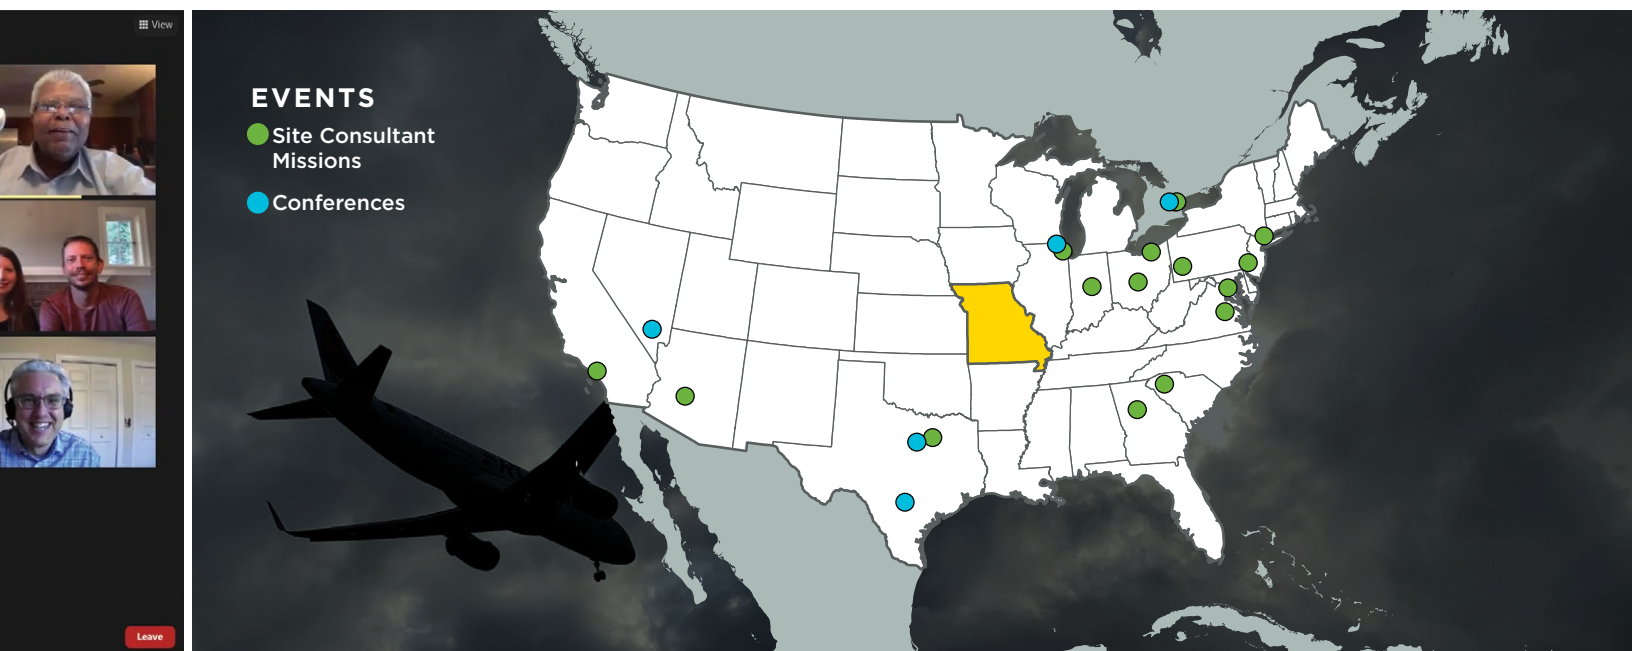 View
EVENTS
Site Consultant
Missions
Conferences
Leave